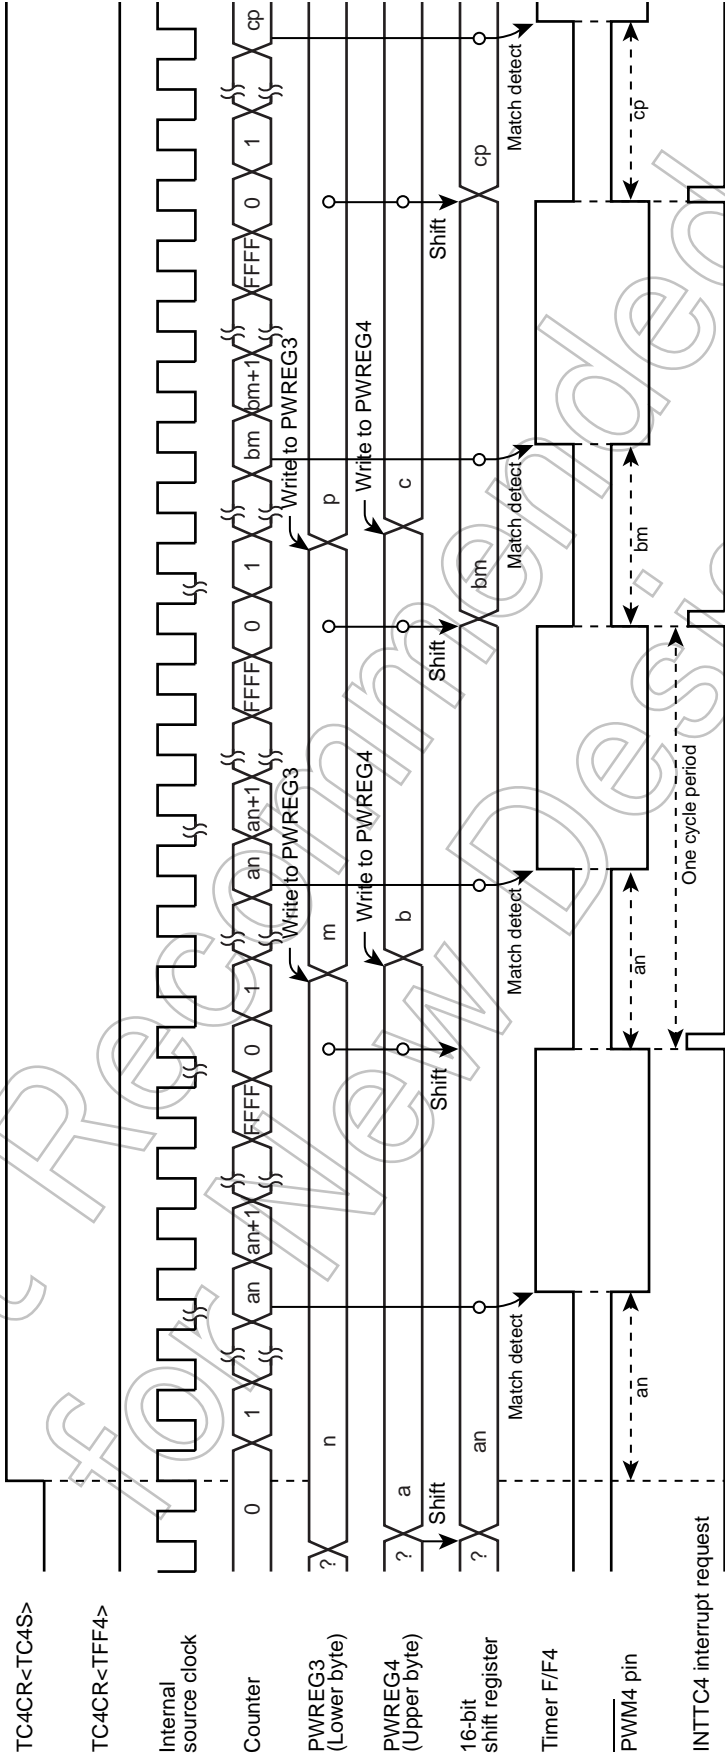 TC4CR<TC4S>
TC4CR<TFF4>
Internal
source clock
Counter
0
1
an
an+1
FFFF
0
1
an
an+1
FFFF
0
1
bm
bm+1
FFFF
0
1
cp
Write to PWREG3
Write to PWREG3
PWREG3
(Lower byte)
?
n
m
p
Write to PWREG4
Write to PWREG4
PWREG4
(Upper byte)
?
a
b
c
Shift
Shift
Shift
Shift
16-bit
shift register
?
an
bm
cp
Match detect
Match detect
Match detect
Match detect
Timer F/F4
PWM4 pin
an
an
bm
cp
One cycle period
INTTC4 interrupt request
Recommended
for New Desi